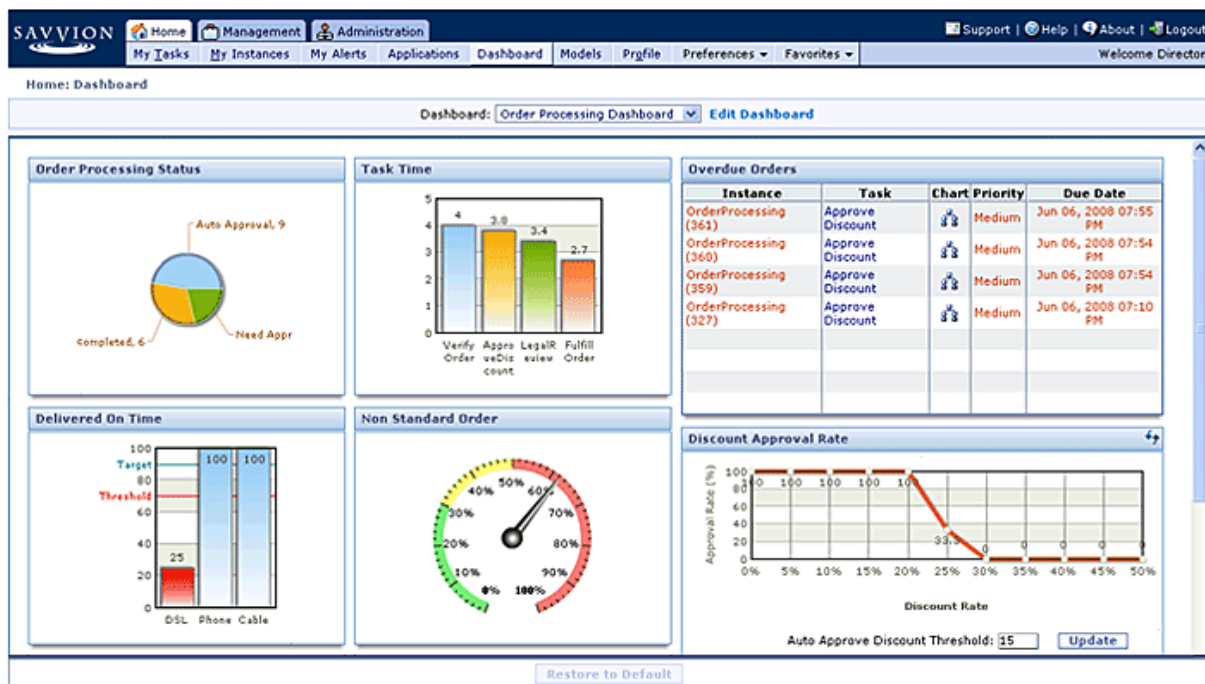 SAVVION
Home Management Administration
Support | Help | About | Logout
My Tasks My Instances My Alerts Applications Dashboard Models Profile Preferences Favorites
Welcome Director
Home: Dashboard
Dashboard: Order Processing Dashboard Edit Dashboard
Order Processing Status
Auto Approval, 9
Completed, 6
Need Appr
Task Time
5
4
3
2
1
0
4
3.8
3.4
2.7
Verify Order
ApproveDiscount
LegalReview
Fulfill Order
Overdue Orders
Instance Task Chart Priority Due Date
OrderProcessing (361) Approve Discount Medium Jun 06, 2008 07:55 PM
OrderProcessing (360) Approve Discount Medium Jun 06, 2008 07:54 PM
OrderProcessing (359) Approve Discount Medium Jun 06, 2008 07:54 PM
OrderProcessing (327) Approve Discount Medium Jun 06, 2008 07:10 PM
Delivered On Time
100
Target
80
Threshold
60
40
20
0
25
100
100
DSL Phone Cable
Non Standard Order
0%
10%
20%
30%
40%
50%
60%
70%
80%
90%
100%
Discount Approval Rate
Approval Rate (%)
100
80
60
40
20
0
100 100 100 100 100
0 0 0 0 0
0% 5% 10% 15% 20% 25% 30% 35% 40% 45% 50%
Discount Rate
Auto Approve Discount Threshold: 15 Update
Restore to Default